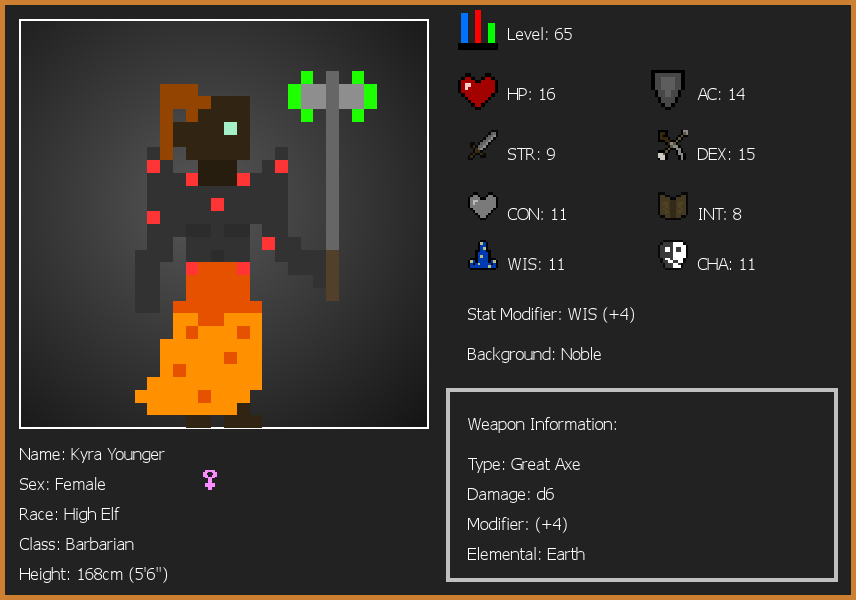 Level: 65
HP: 16
AC: 14
STR: 9
DEX: 15
CON: 11
INT: 8
WIS: 11
CHA: 11
Stat Modifier: WIS (+4)
Background: Noble
Weapon Information:
Type: Great Axe
Damage: d6
Modifier: (+4)
Elemental: Earth
Name: Kyra Younger
Sex: Female
Race: High Elf
Class: Barbarian
Height: 168cm (5'6")